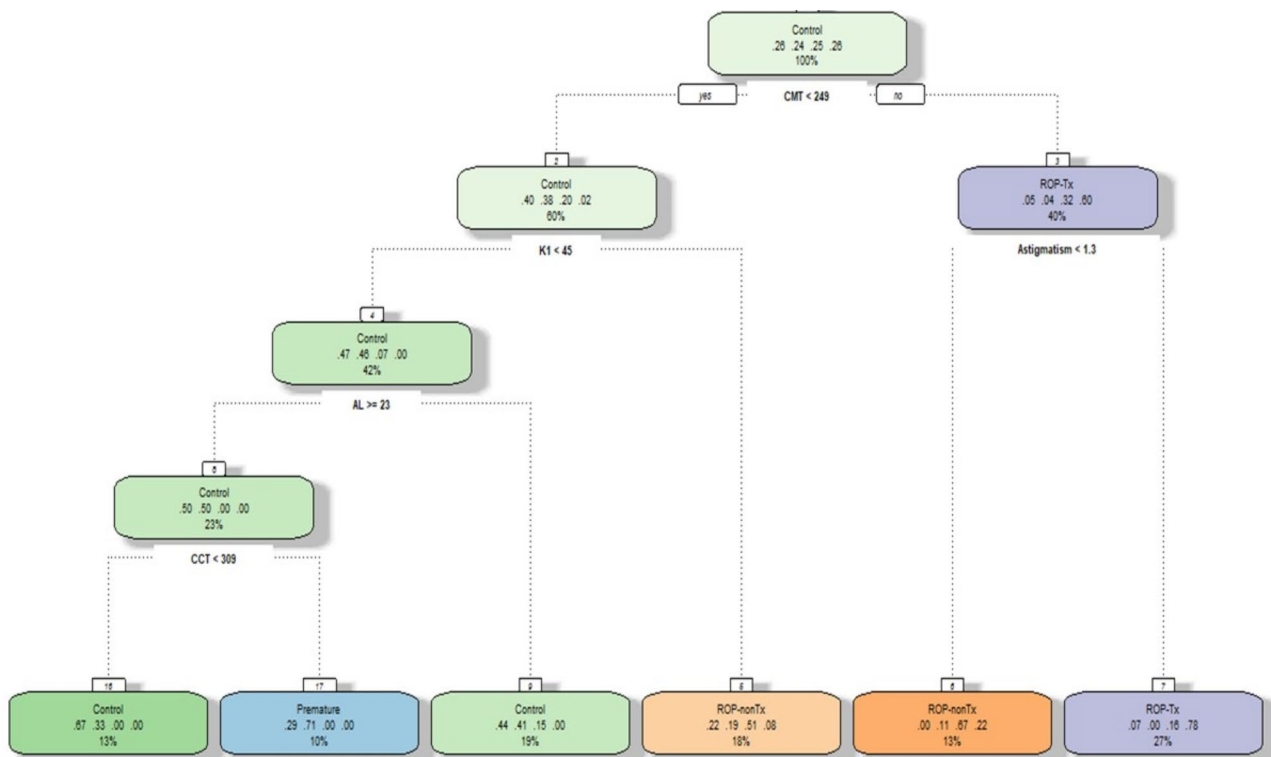 Control
.26 .24 .25 .26
100%
yes CMT < 249 no
2
Control
.40 .38 .20 .02
60%
3
ROP-Tx
.05 .04 .32 .60
40%
K1 < 45
Astigmatism < 1.3
4
Control
.47 .46 .07 .00
42%
AL >= 23
8
Control
.50 .50 .00 .00
23%
CCT < 309
16
Control
.67 .33 .00 .00
13%
17
Premature
.29 .71 .00 .00
10%
9
Control
.44 .41 .15 .00
19%
5
ROP-nonTx
.22 .19 .51 .08
18%
6
ROP-nonTx
.00 .11 .67 .22
13%
7
ROP-Tx
.07 .00 .16 .78
27%